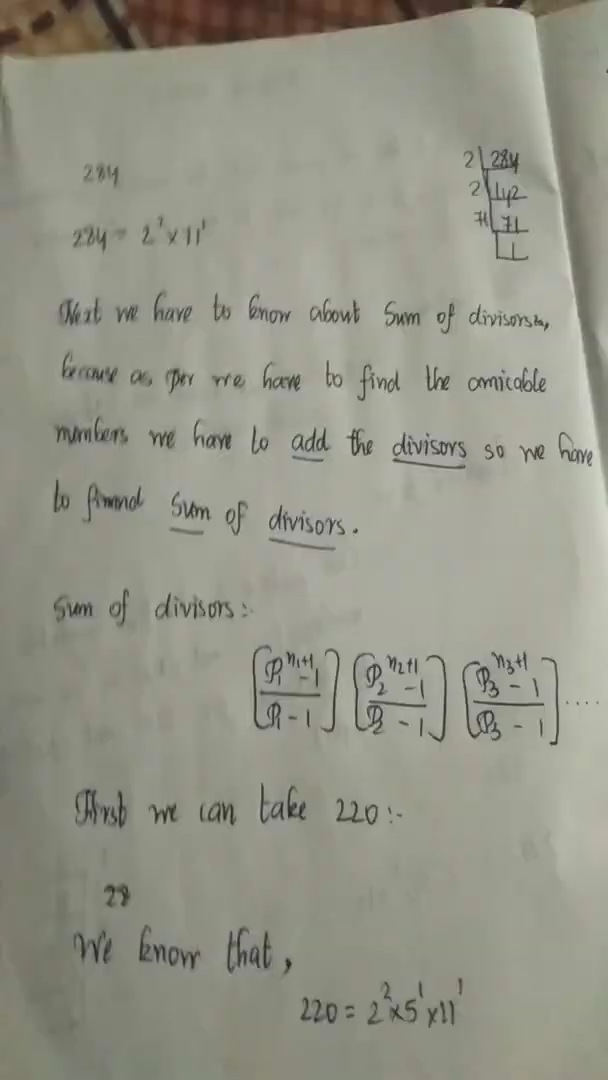 284
2 | 284
2 | 142
71 | 71
1
284 = 2² × 11¹
Next we have to know about Sum of divisors,
because as per we have to find the amicable
numbers we have to add the divisors so we have
to finnd Sum of divisors.
Sum of divisors:-
[P₁^(n₁+1) - 1 / P₁ - 1] [P₂^(n₂+1) - 1 / P₂ - 1] [P₃^(n₃+1) - 1 / P₃ - 1] ....
First we can take 220:-
28
We know that,
220 = 2² × 5¹ × 11¹